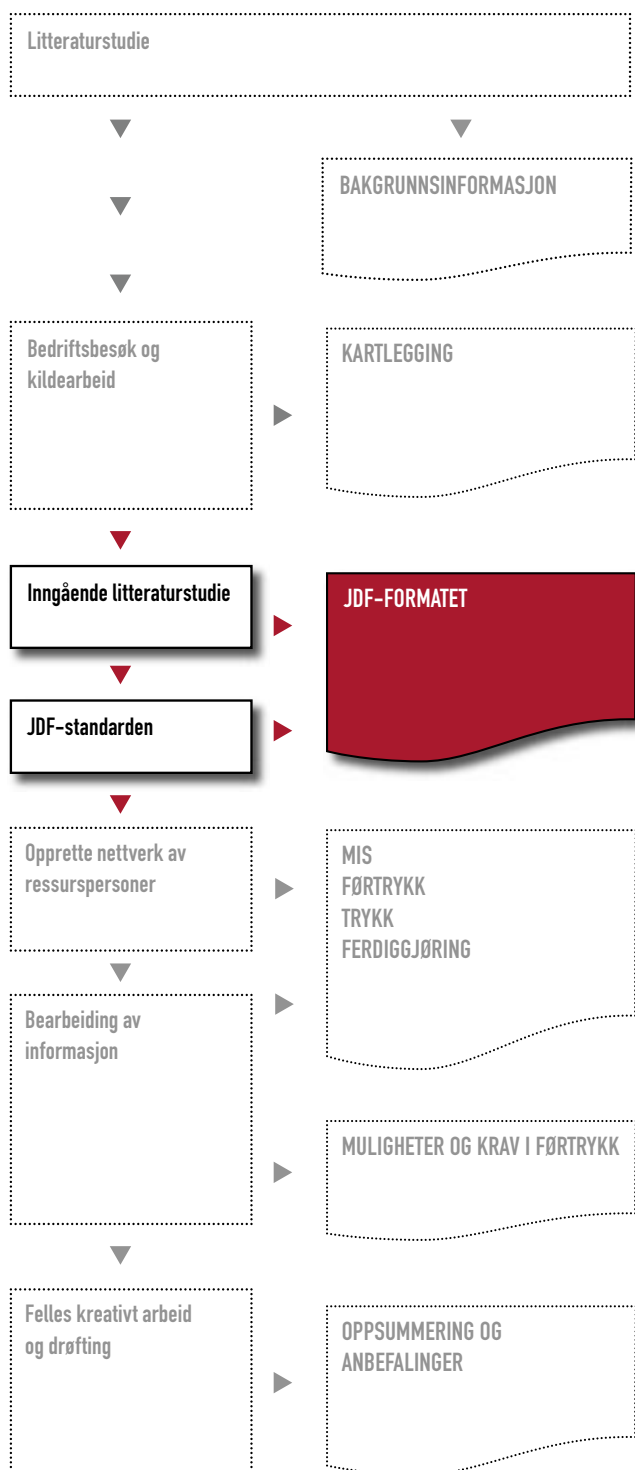 Litteraturstudie
BAKGRUNNSINFORMASJON
Bedriftsbesøk og
kildearbeid
KARTLEGGING
Inngående litteraturstudie
JDF-FORMATET
JDF-standarden
Opprette nettverk av
ressurspersoner
MIS
FØRTRYKK
TRYKK
FERDIGGJØRING
Bearbeiding av
informasjon
MULIGHETER OG KRAV I FØRTRYKK
Felles kreativt arbeid
og drøfting
OPPSUMMERING OG
ANBEFALINGER